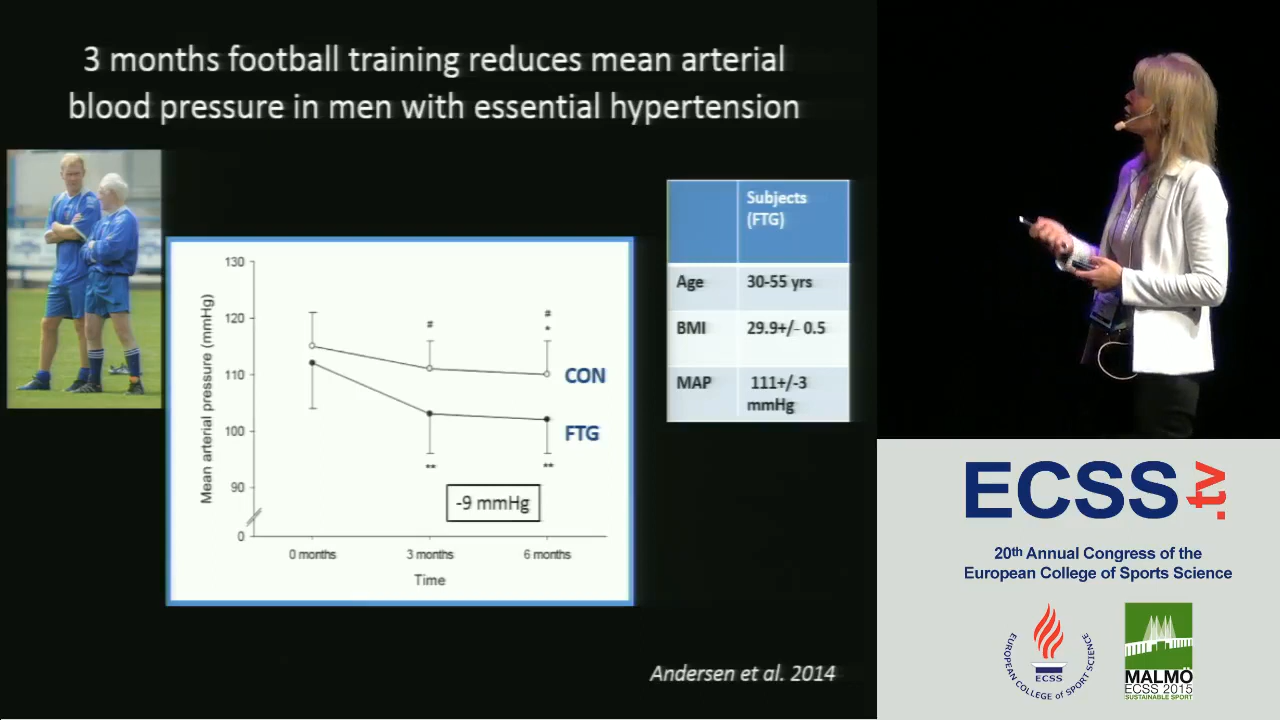 3 months football training reduces mean arterial
blood pressure in men with essential hypertension
Subjects
(FTG)
Age 30-55 yrs
BMI 29.9+/- 0.5
MAP 111+/-3
mmHg
Mean arterial pressure (mmHg)
130
120
110
100
90
0
#
#
*
**
**
CON
FTG
-9 mmHg
0 months 3 months 6 months
Time
Andersen et al. 2014
ECSS.tv
20th Annual Congress of the
European College of Sports Science
EUROPEAN COLLEGE of SPORT SCIENCE
ECSS
MALMÖ
ECSS 2015
SUSTAINABLE SPORT